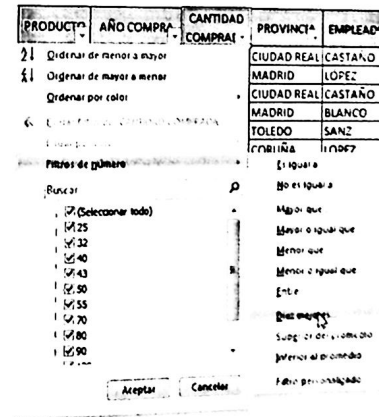 PRODUCT AÑO COMPRA CANTIDAD COMPRAI PROVINCI EMPLEAD
Ordenar de menor a mayor
Ordenar de mayor a menor
Ordenar por color
Filtros de número
Buscar
(Seleccionar todo)
25
32
40
43
50
55
70
80
90
Aceptar Cancelar
CIUDAD REAL CASTAÑO
MADRID LOPEZ
CIUDAD REAL CASTAÑO
MADRID BLANCO
TOLEDO SANZ
CORUÑA LOPEZ
Es igual a
No es igual a
Mayor que
Mayor o igual que
Menor que
Menor o igual que
Entre
Diez mejores
Superior del promedio
Inferior al promedio
Filtro personalizado